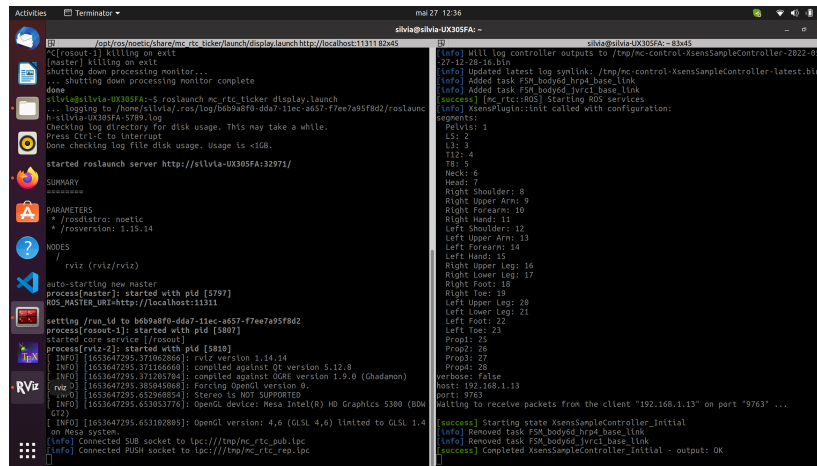 Activities
Terminator
mai 27 12:36
silvia@silvia-UX305FA: ~
/opt/ros/noetic/share/mc_rtc_ticker/launch/display.launch http://localhost:11311 82x45
^C[rosout-1] killing on exit
[master] killing on exit
shutting down processing monitor...
... shutting down processing monitor complete
done
silvia@silvia-UX305FA:~$ roslaunch mc_rtc_ticker display.launch
... logging to /home/silvia/.ros/log/b6b9a8f0-dda7-11ec-a657-f7ee7a95f8d2/roslaunc
h-silvia-UX305FA-5789.log
Checking log directory for disk usage. This may take a while.
Press Ctrl-C to interrupt
Done checking log file disk usage. Usage is <1GB.
started roslaunch server http://silvia-UX305FA:32971/
SUMMARY
========
PARAMETERS
* /rosdistro: noetic
* /rosversion: 1.15.14
NODES
/
rviz (rviz/rviz)
auto-starting new master
process[master]: started with pid [5797]
ROS_MASTER_URI=http://localhost:11311
setting /run_id to b6b9a8f0-dda7-11ec-a657-f7ee7a95f8d2
process[rosout-1]: started with pid [5807]
started core service [/rosout]
process[rviz-2]: started with pid [5810]
[ INFO] [1653647295.371062866]: rviz version 1.14.14
[ INFO] [1653647295.371166660]: compiled against Qt version 5.12.8
[ INFO] [1653647295.371205704]: compiled against OGRE version 1.9.0 (Ghadamon)
[ INFO] [1653647295.385045068]: Forcing OpenGl version 0.
[ INFO] [1653647295.652960854]: Stereo is NOT SUPPORTED
[ INFO] [1653647295.653053776]: OpenGL device: Mesa Intel(R) HD Graphics 5300 (BDW
GT2)
[ INFO] [1653647295.653102805]: OpenGl version: 4,6 (GLSL 4,6) limited to GLSL 1.4
on Mesa system.
[info] Connected SUB socket to ipc:///tmp/mc_rtc_pub.ipc
[info] Connected PUSH socket to ipc:///tmp/mc_rtc_rep.ipc
silvia@silvia-UX305FA: ~ 83x45
[info] Will log controller outputs to /tmp/mc-control-XsensSampleController-2022-0
-27-12-28-16.bin
[info] Updated latest log symlink: /tmp/mc-control-XsensSampleController-latest.bi
[info] Added task FSM_body6d_hrp4_base_link
[info] Added task FSM_body6d_jvrc1_base_link
[success] [mc_rtc::ROS] Starting ROS services
[info] XsensPlugin::init called with configuration:
segments:
Pelvis: 1
L5: 2
L3: 3
T12: 4
T8: 5
Neck: 6
Head: 7
Right Shoulder: 8
Right Upper Arm: 9
Right Forearm: 10
Right Hand: 11
Left Shoulder: 12
Left Upper Arm: 13
Left Forearm: 14
Left Hand: 15
Right Upper Leg: 16
Right Lower Leg: 17
Right Foot: 18
Right Toe: 19
Left Upper Leg: 20
Left Lower Leg: 21
Left Foot: 22
Left Toe: 23
Prop1: 25
Prop2: 26
Prop3: 27
Prop4: 28
verbose: false
host: 192.168.1.13
port: 9763
Waiting to receive packets from the client "192.168.1.13" on port "9763" ...
[success] Starting state XsensSampleController_Initial
[info] Removed task FSM_body6d_hrp4_base_link
[info] Removed task FSM_body6d_jvrc1_base_link
[success] Completed XsensSampleController_Initial - output: OK
TeX
RViz
rviz